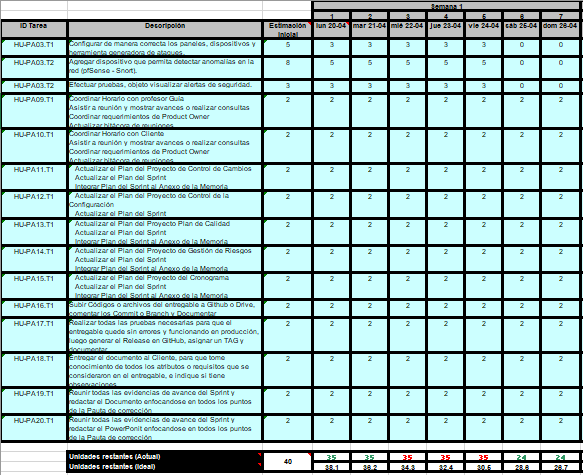 Semana 1
1 2 3 4 5 6 7
ID Tarea Descripción Estimación Inicial lun 20-04 mar 21-04 mié 22-04 jue 23-04 vie 24-04 sáb 25-04 dom 26-04
HU-PA03.T1 Configurar de manera correcta los paneles, dispositivos y 5 3 3 3 3 3 0 0
herramienta generadora de ataques.
HU-PA03.T2 Agregar dispositivo que permita detectar anomalías en la 8 5 5 5 5 5 0 0
red (pfSense - Snort).
HU-PA03.T2 Efectuar pruebas, objeto visualizar alertas de seguridad. 3 3 3 3 3 3 0 0
HU-PA09.T1 Coordinar Horario con profesor Guía 2 2 2 2 2 2 2 2
Asistir a reunión y mostrar avances o realizar consultas
Coordinar requerimientos de Product Owner
Actualizar bitácora de reuniones
HU-PA10.T1 Coordinar Horario con Cliente 2 2 2 2 2 2 2 2
Asistir a reunión y mostrar avances o realizar consultas
Coordinar requerimientos de Product Owner
Actualizar bitácora de reuniones
HU-PA11.T1 Actualizar el Plan del Proyecto de Control de Cambios 2 2 2 2 2 2 2 2
Actualizar el Plan del Sprint
Integrar Plan del Sprint al Anexo de la Memoria
HU-PA12.T1 Actualizar el Plan del Proyecto de Control de la 2 2 2 2 2 2 2 2
Configuración
Actualizar el Plan del Sprint
HU-PA13.T1 Actualizar el Plan del Proyecto Plan de Calidad 2 2 2 2 2 2 2 2
Actualizar el Plan del Sprint
Integrar Plan del Sprint al Anexo de la Memoria
HU-PA14.T1 Actualizar el Plan del Proyecto de Gestión de Riesgos 2 2 2 2 2 2 2 2
Actualizar el Plan del Sprint
Integrar Plan del Sprint al Anexo de la Memoria
HU-PA15.T1 Actualizar el Plan del Proyecto del Cronograma 2 2 2 2 2 2 2 2
Actualizar el Plan del Sprint
Integrar Plan del Sprint al Anexo de la Memoria
HU-PA16.T1 Subir Códigos o archivos del entregable a Github o Drive, 2 2 2 2 2 2 2 2
comentar los Commit o Branch y Documentar
HU-PA17.T1 Realizar todas las pruebas necesarias para que el 2 2 2 2 2 2 2 2
entregable quede sin errores y funcionando en producción,
luego generar el Release en GitHub, asignar un TAG y
documentar
HU-PA18.T1 Entregar el documento al Cliente, para que tome 2 2 2 2 2 2 2 2
conocimiento de todos los atributos o requisitos que se
consideraron en el entregable, e indique si tiene
observaciones
HU-PA19.T1 Reunir todas las evidencias de avance del Sprint y 2 2 2 2 2 2 2 2
redactar el Documento enfocandose en todos los puntos
de la Pauta de corrección
HU-PA20.T1 Reunir todas las evidencias de avance del Sprint y 2 2 2 2 2 2 2 2
redactar el PowerPonit enfocandose en todos los puntos
de la Pauta de corrección
Unidades restantes (Actual) 40 35 35 35 35 35 24 24
Unidades restantes (Ideal) 38.1 36.2 34.3 32.4 30.5 28.6 26.7